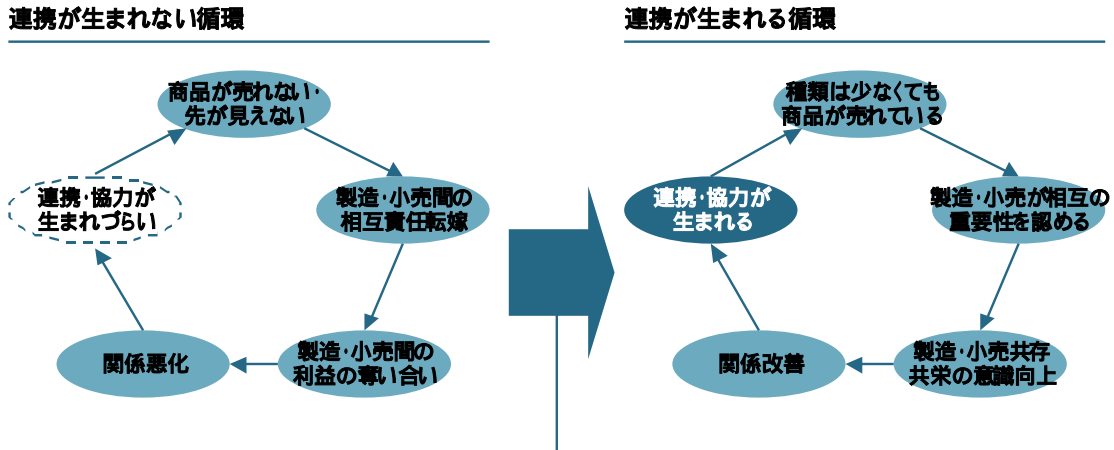 連携が生まれない循環
商品が売れない・
先が見えない
製造・小売間の
相互責任転嫁
製造・小売間の
利益の奪い合い
関係悪化
連携・協力が
生まれづらい
連携が生まれる循環
種類は少なくても
商品が売れている
製造・小売が相互の
重要性を認める
製造・小売共存
共栄の意識向上
関係改善
連携・協力が
生まれる